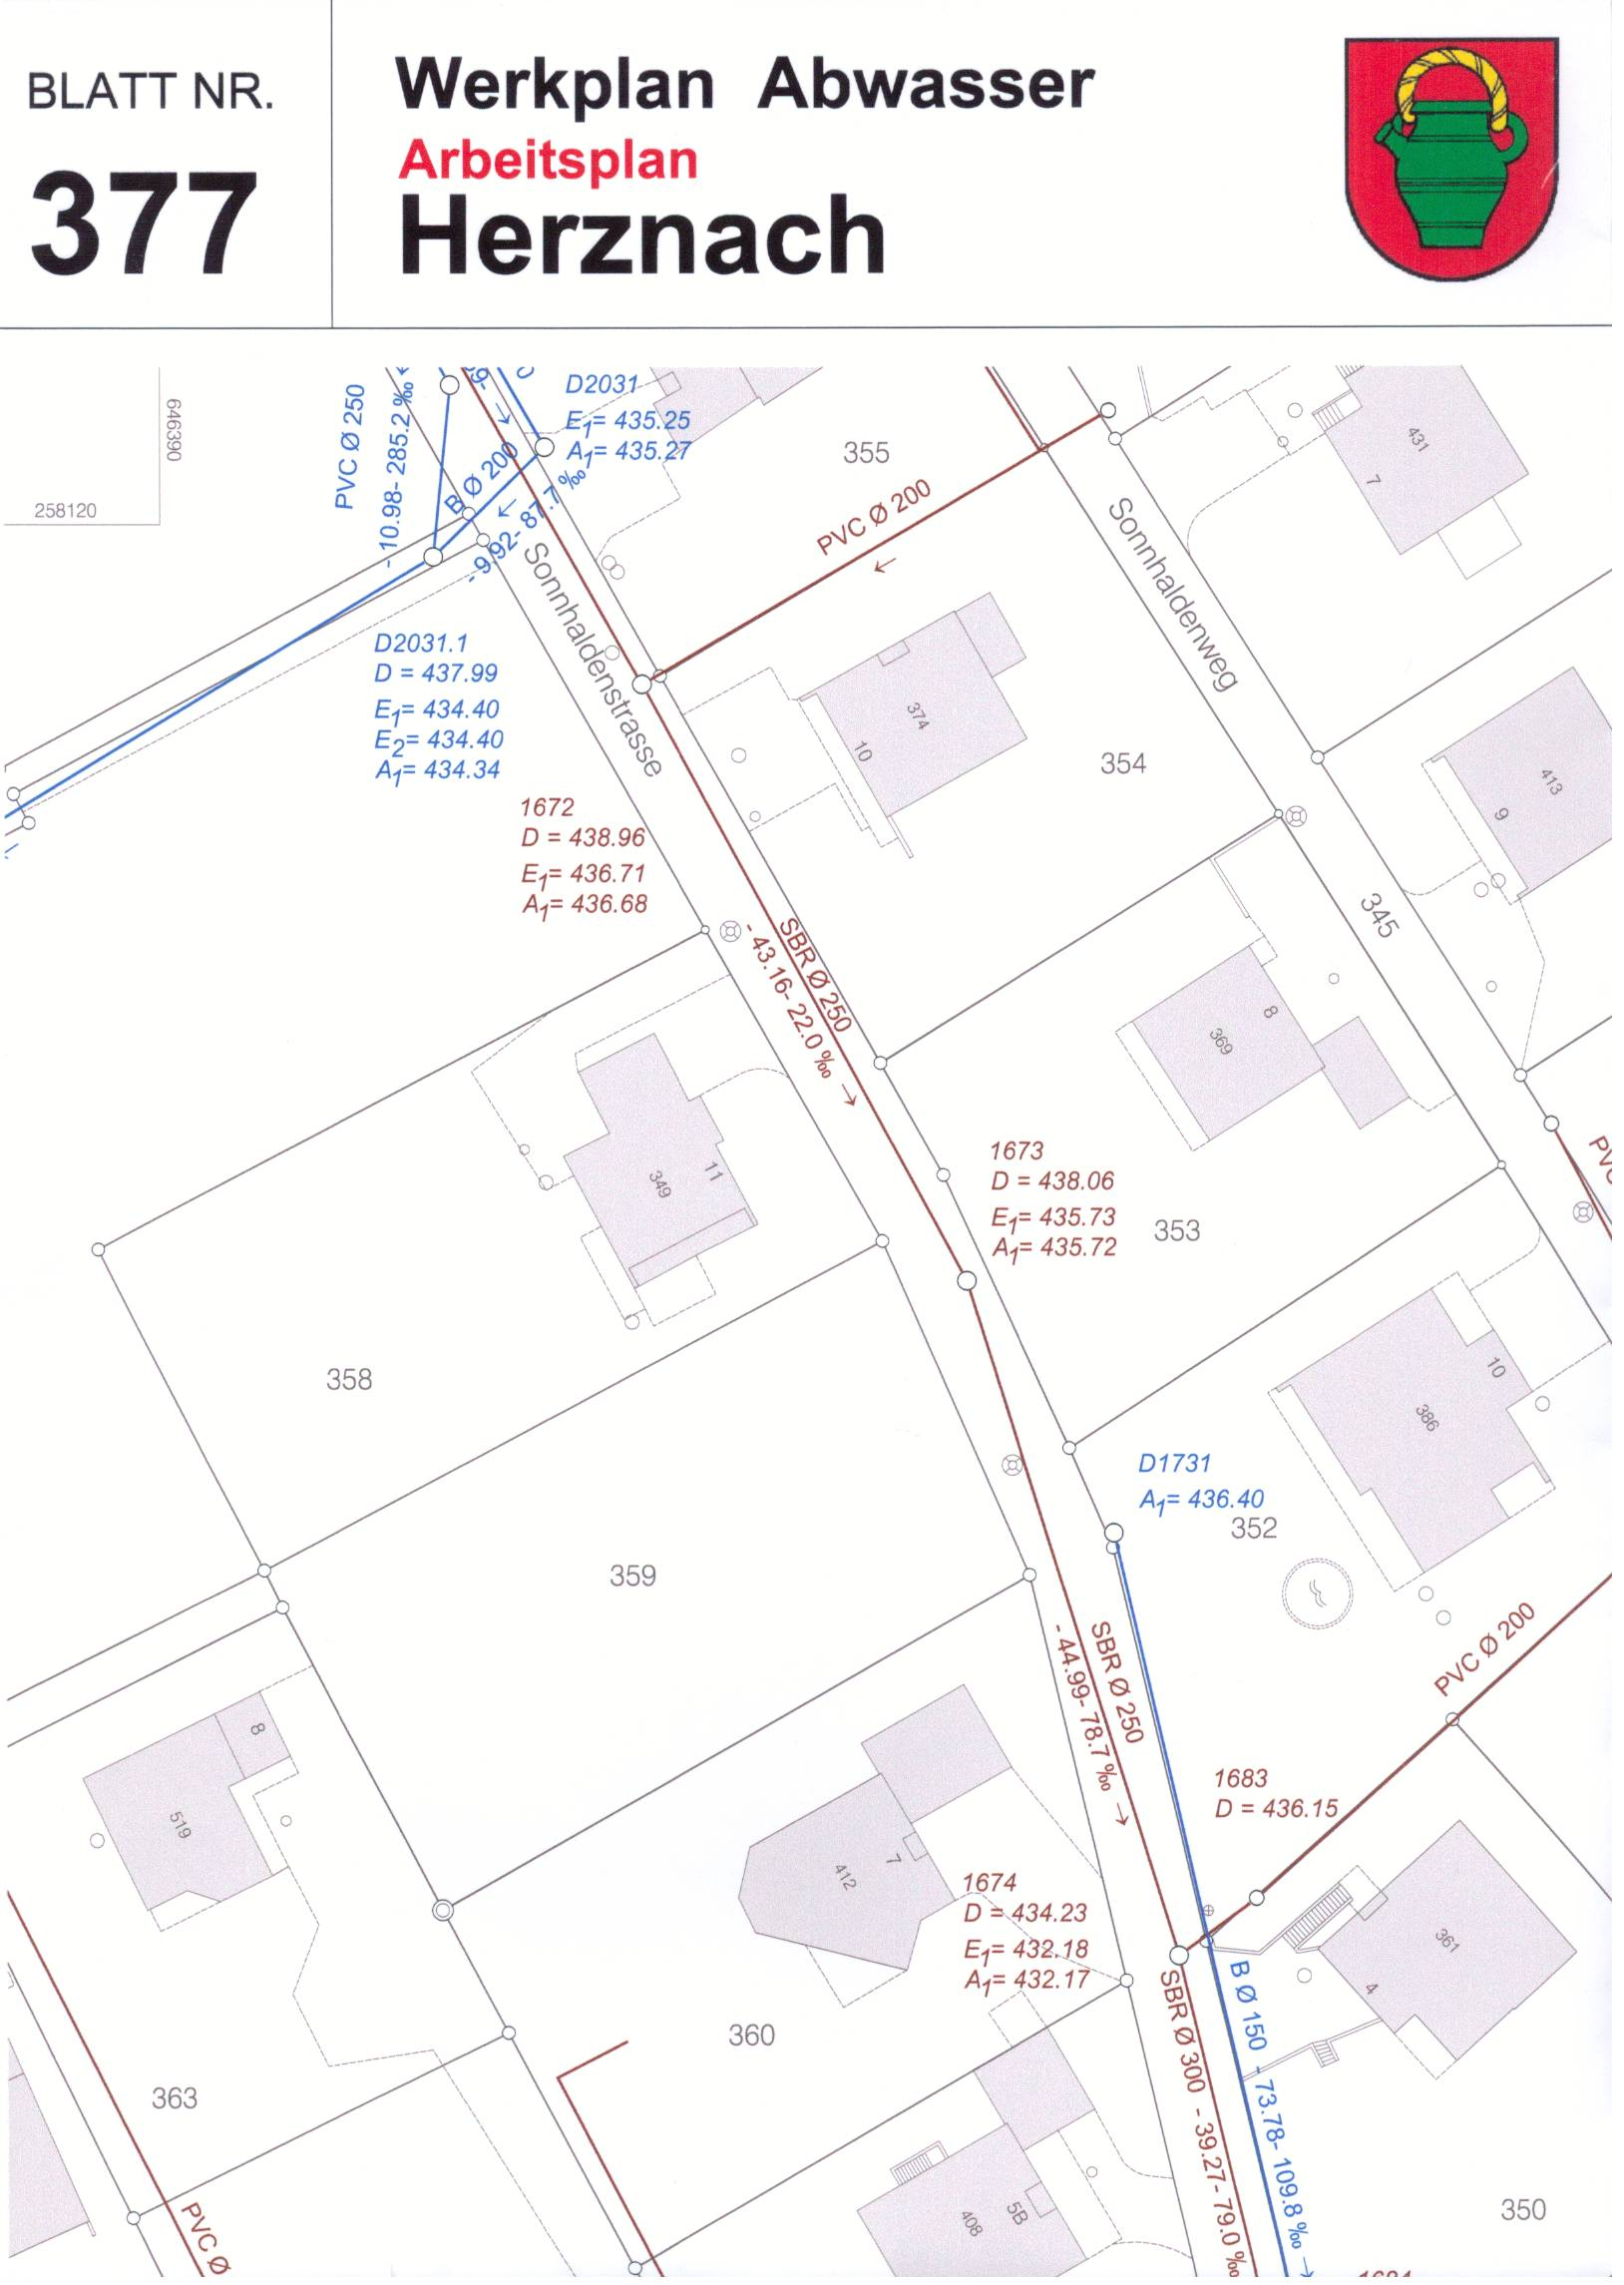 BLATT NR.
377
Werkplan Abwasser
Arbeitsplan
Herznach
646390
258120
PVC Ø 250
- 10.98- 285.2 ‰
D2031
E1= 435.25
A1= 435.27
B Ø 200
- 9.92- 87.7 ‰
355
PVC Ø 200
Sonnhaldenweg
431
7
Sonnhaldenstrasse
D2031.1
D = 437.99
E1= 434.40
E2= 434.40
A1= 434.34
374
10
354
413
9
1672
D = 438.96
E1= 436.71
A1= 436.68
SBR Ø 250
- 43.16- 22.0 ‰
345
369
8
349
11
1673
D = 438.06
E1= 435.73
A1= 435.72
353
PVC
358
386
10
D1731
A1= 436.40
352
359
SBR Ø 250
- 44.99- 78.7 ‰
PVC Ø 200
519
8
1683
D = 436.15
412
7
1674
D = 434.23
E1= 432.18
A1= 432.17
361
4
360
363
SBR Ø 300 - 39.27- 79.0 ‰
B Ø 150 - 73.78- 109.8 ‰
408
5B
350
PVC Ø